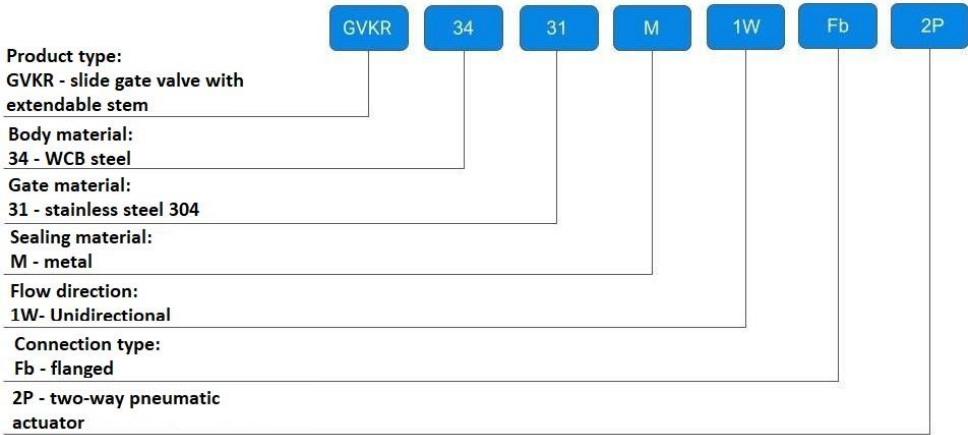 GVKR 34 31 M 1W Fb 2P
Product type:
GVKR - slide gate valve with
extendable stem
Body material:
34 - WCB steel
Gate material:
31 - stainless steel 304
Sealing material:
M - metal
Flow direction:
1W- Unidirectional
Connection type:
Fb - flanged
2P - two-way pneumatic
actuator